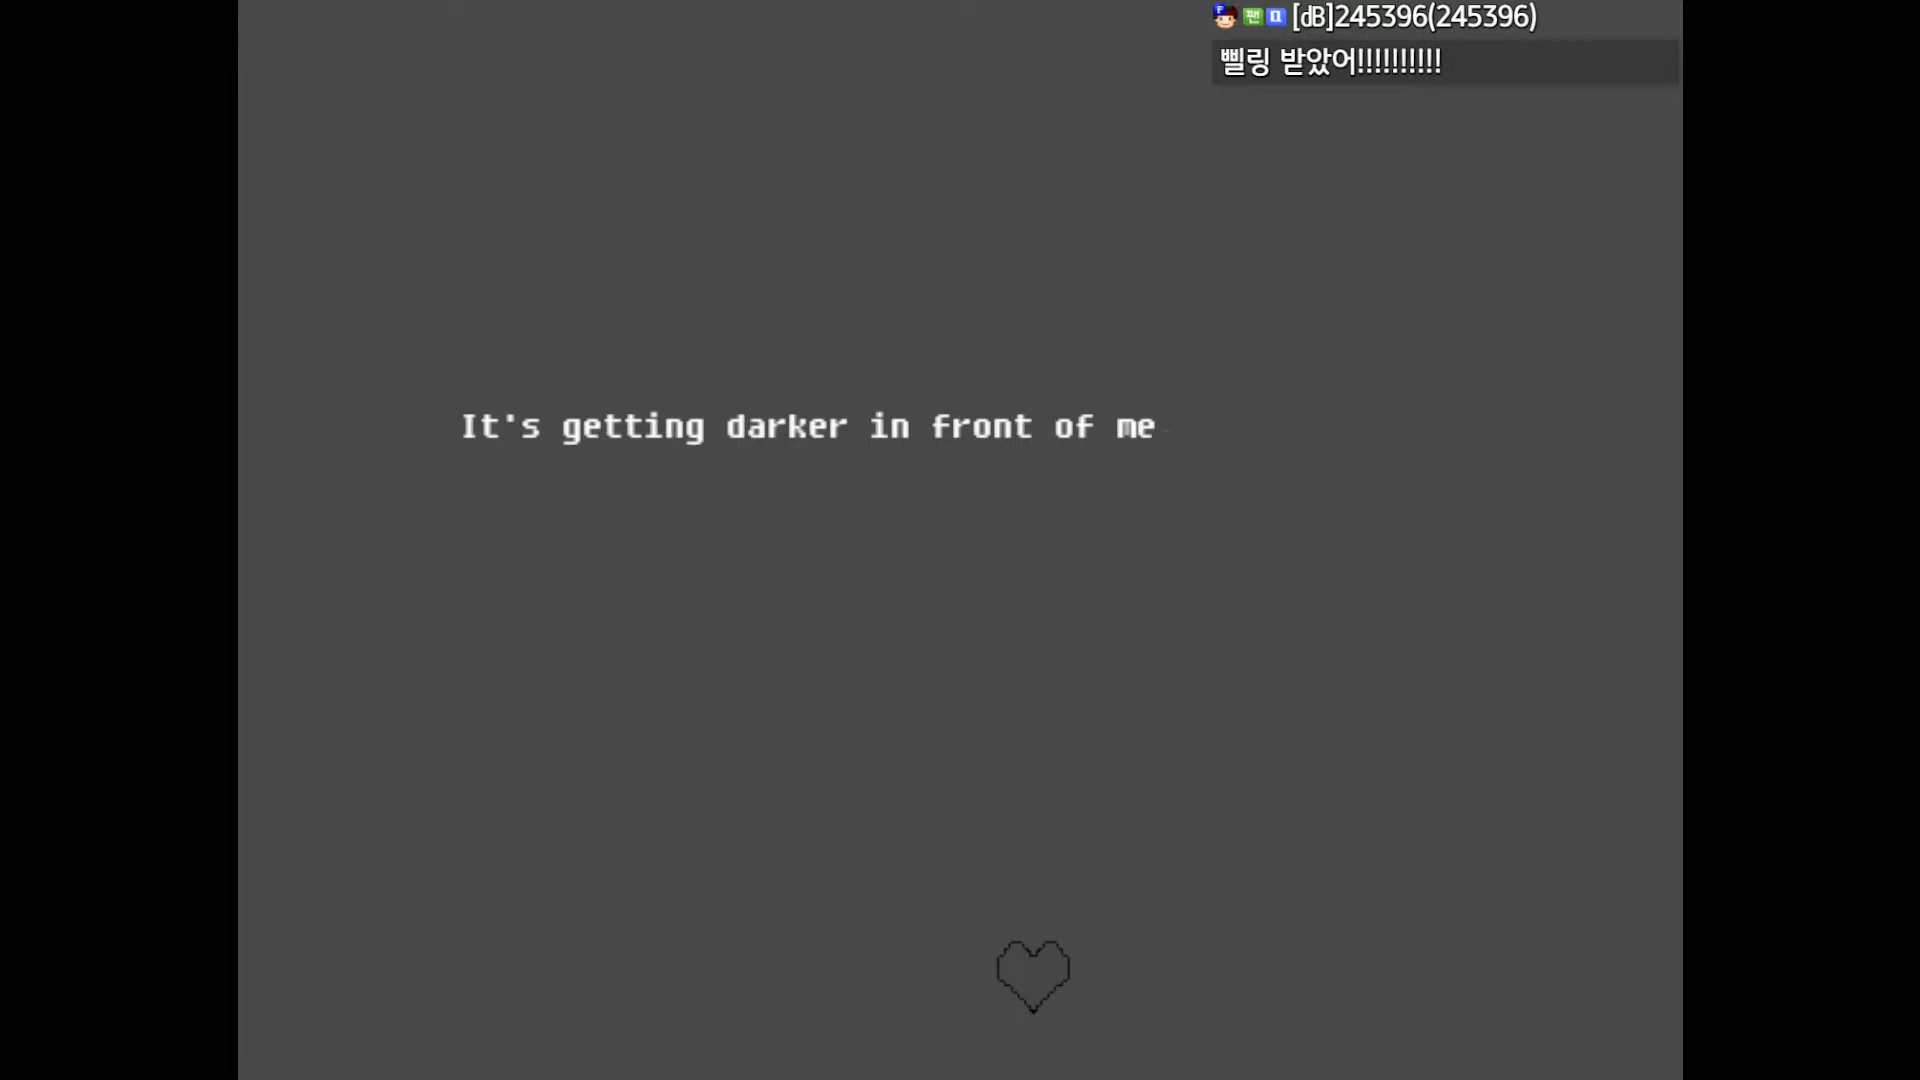 [dB]245396(245396)
삘링 받았어!!!!!!!!!!
It's getting darker in front of me